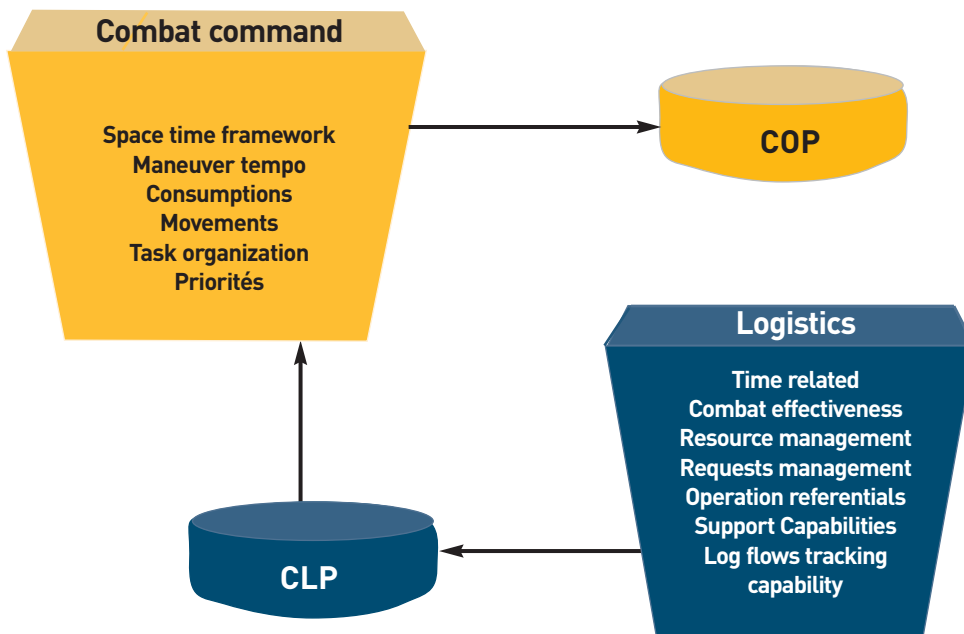 Combat command
Space time framework
Maneuver tempo
Consumptions
Movements
Task organization
Priorités
COP
Logistics
Time related
Combat effectiveness
Resource management
Requests management
Operation referentials
Support Capabilities
Log flows tracking
capability
CLP